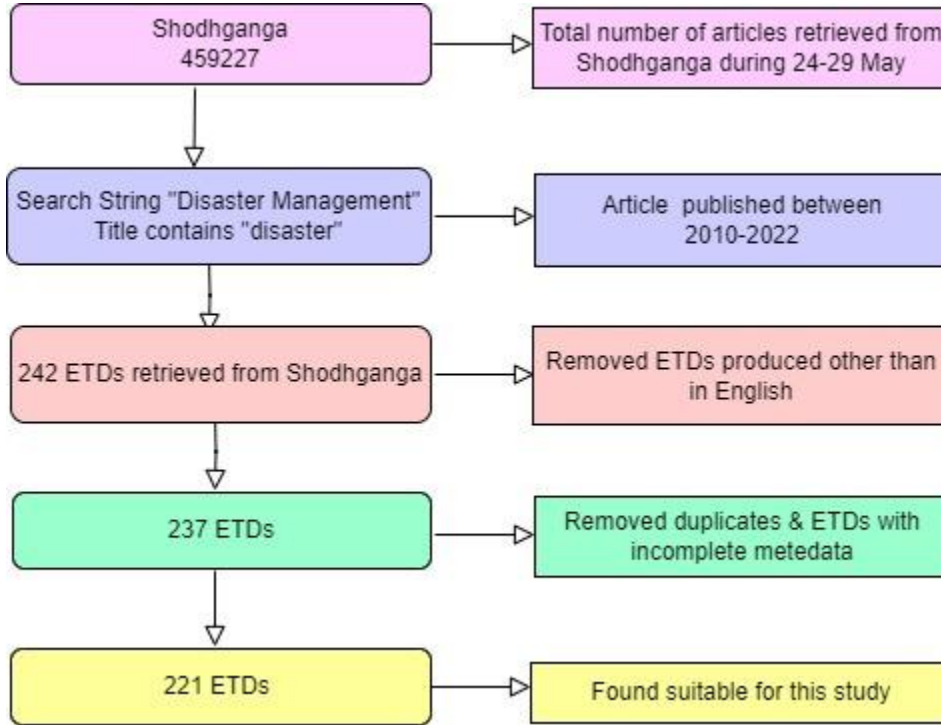 Shodhganga
459227
Total number of articles retrieved from
Shodhganga during 24-29 May
Search String "Disaster Management"
Title contains "disaster"
Article published between
2010-2022
242 ETDs retrieved from Shodhganga
Removed ETDs produced other than
in English
237 ETDs
Removed duplicates & ETDs with
incomplete metedata
221 ETDs
Found suitable for this study